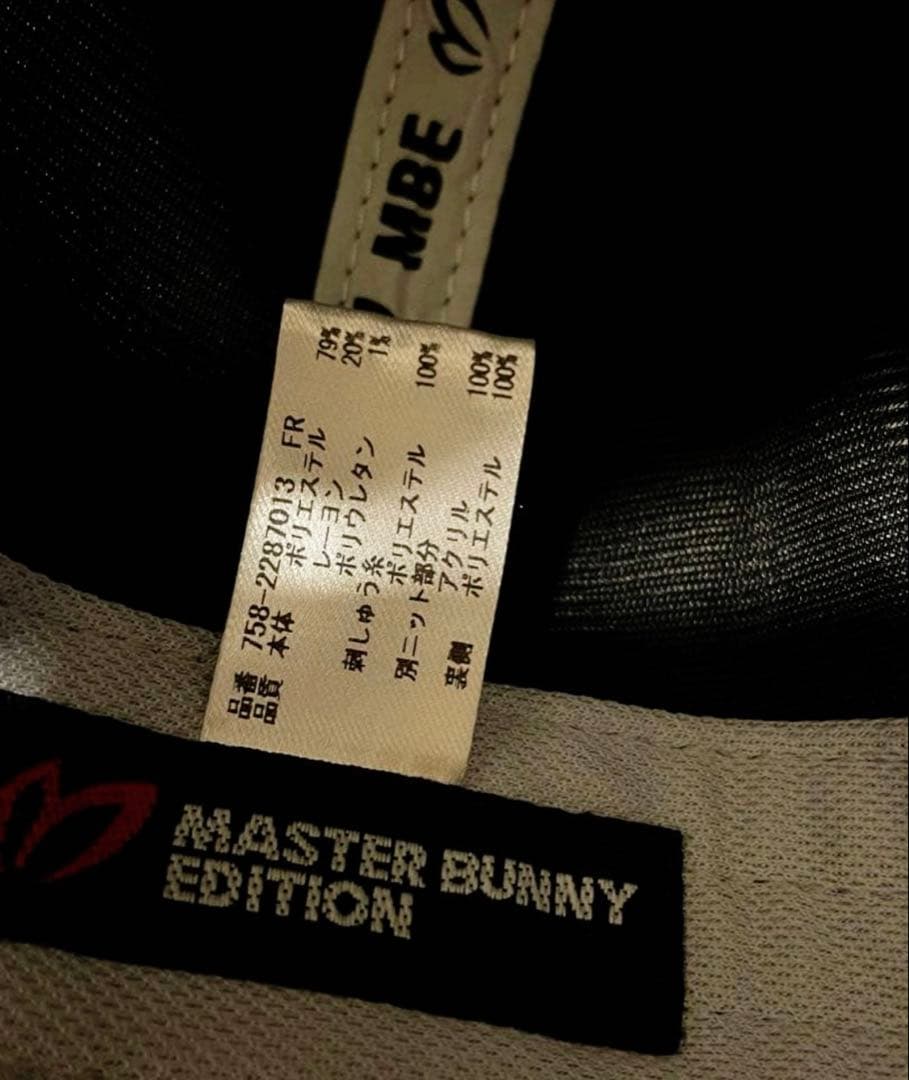 MBE
品番 758-2287013 FR
品質 本体 ポリエステル 79%
レーヨン 20%
ポリウレタン 1%
刺しゅう糸
ポリエステル 100%
別ニット部分
アクリル 100%
裏側 ポリエステル 100%
MASTER BUNNY
EDITION